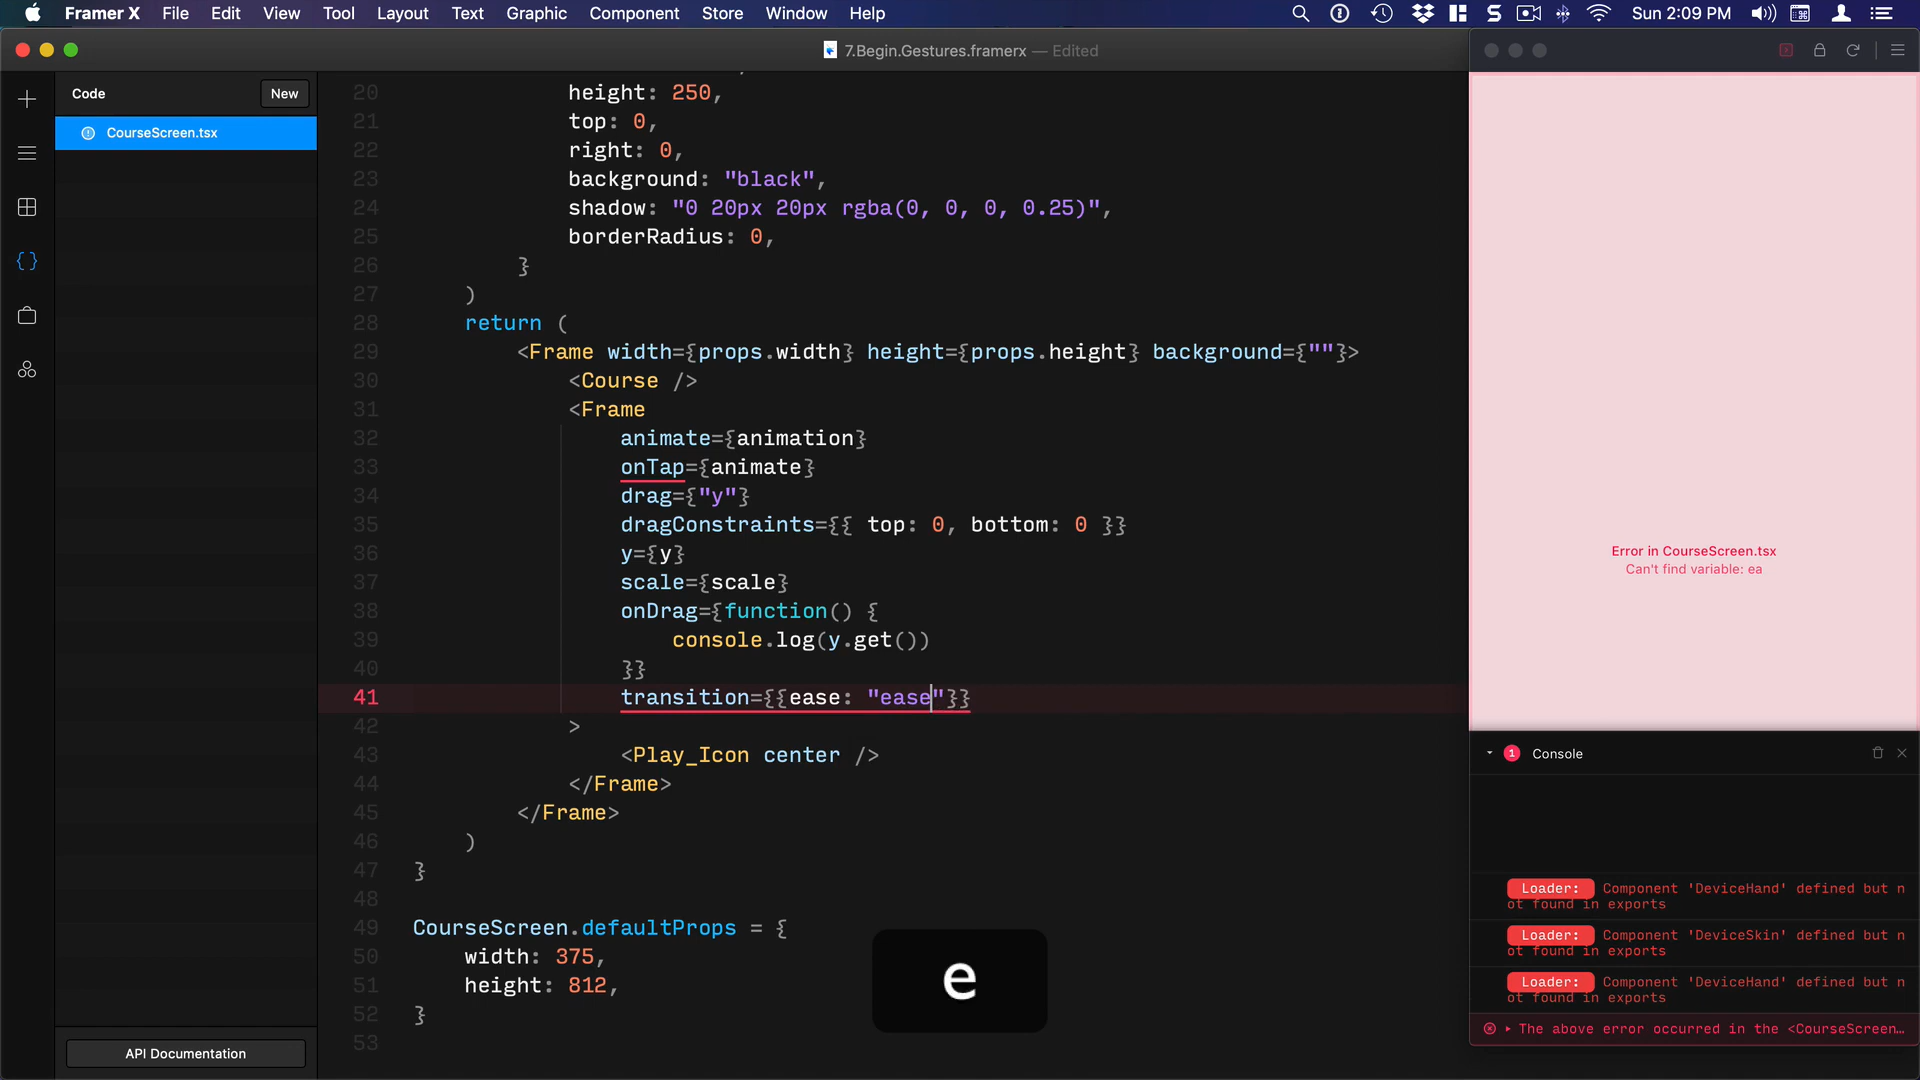 Framer X File Edit View Tool Layout Text Graphic Component Store Window Help Sun 2:09 PM
7.Begin.Gestures.framerx — Edited
Code New
CourseScreen.tsx
20 height: 250,
21 top: 0,
22 right: 0,
23 background: "black",
24 shadow: "0 20px 20px rgba(0, 0, 0, 0.25)",
25 borderRadius: 0,
26 }
27 )
28 return (
29 <Frame width={props.width} height={props.height} background={""}>
30 <Course />
31 <Frame
32 animate={animation}
33 onTap={animate}
34 drag={"y"}
35 dragConstraints={{ top: 0, bottom: 0 }}
36 y={y}
37 scale={scale}
38 onDrag={function() {
39 console.log(y.get())
40 }}
41 transition={{ease: "ease"}}
42 >
43 <Play_Icon center />
44 </Frame>
45 </Frame>
46 )
47 }
48
49 CourseScreen.defaultProps = {
50 width: 375,
51 height: 812,
52 }
53
e
API Documentation
Error in CourseScreen.tsx
Can't find variable: ea
1 Console
Loader: Component 'DeviceHand' defined but n
ot found in exports
Loader: Component 'DeviceSkin' defined but n
ot found in exports
Loader: Component 'DeviceHand' defined but n
ot found in exports
The above error occurred in the <CourseScreen…